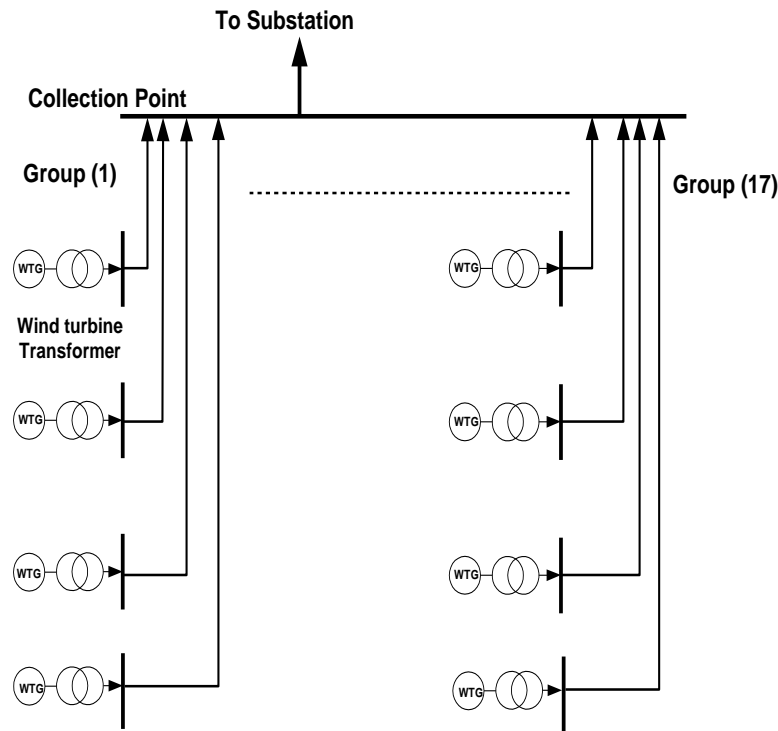 To Substation
Collection Point
Group (1)
Group (17)
WTG
WTG
Wind turbine
Transformer
WTG
WTG
WTG
WTG
WTG
WTG